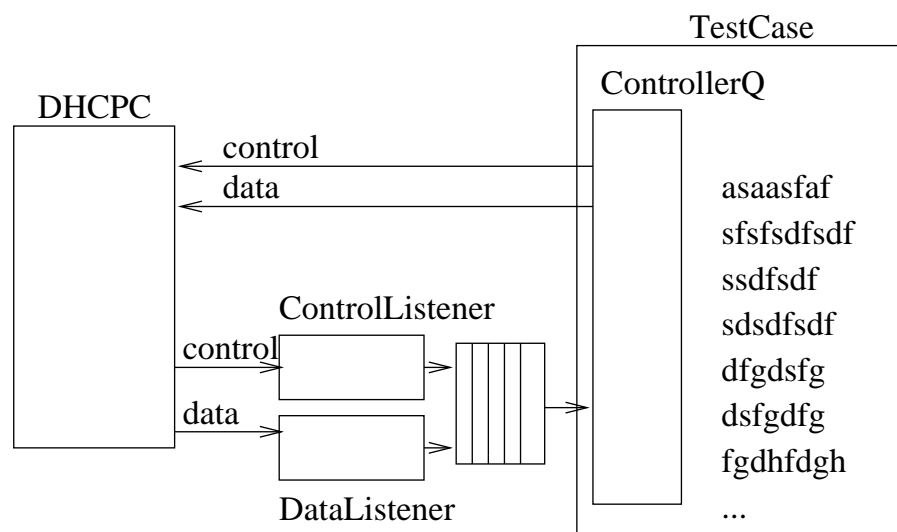 TestCase
ControllerQ
DHCPC
control
data
asaasfaf
sfsfsdfsdf
ssdfsdf
sdsdfsdf
dfgdsfg
dsfgdfg
fgdhfdgh
...
ControlListener
control
data
DataListener